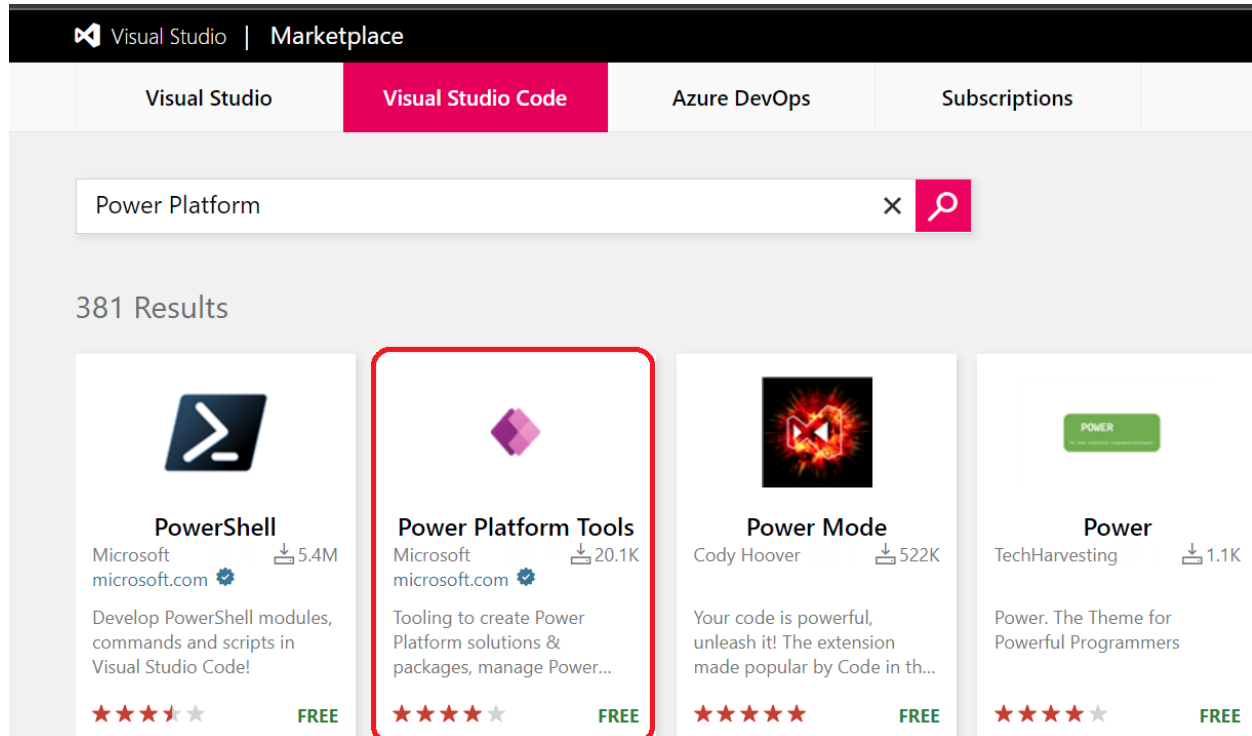 Visual Studio | Marketplace
Visual Studio
Visual Studio Code
Azure DevOps
Subscriptions
Power Platform
381 Results
PowerShell
Microsoft 5.4M
microsoft.com
Develop PowerShell modules,
commands and scripts in
Visual Studio Code!
FREE
Power Platform Tools
Microsoft 20.1K
microsoft.com
Tooling to create Power
Platform solutions &
packages, manage Power...
FREE
Power Mode
Cody Hoover 522K
Your code is powerful,
unleash it! The extension
made popular by Code in th...
FREE
POWER
Power
TechHarvesting 1.1K
Power. The Theme for
Powerful Programmers
FREE